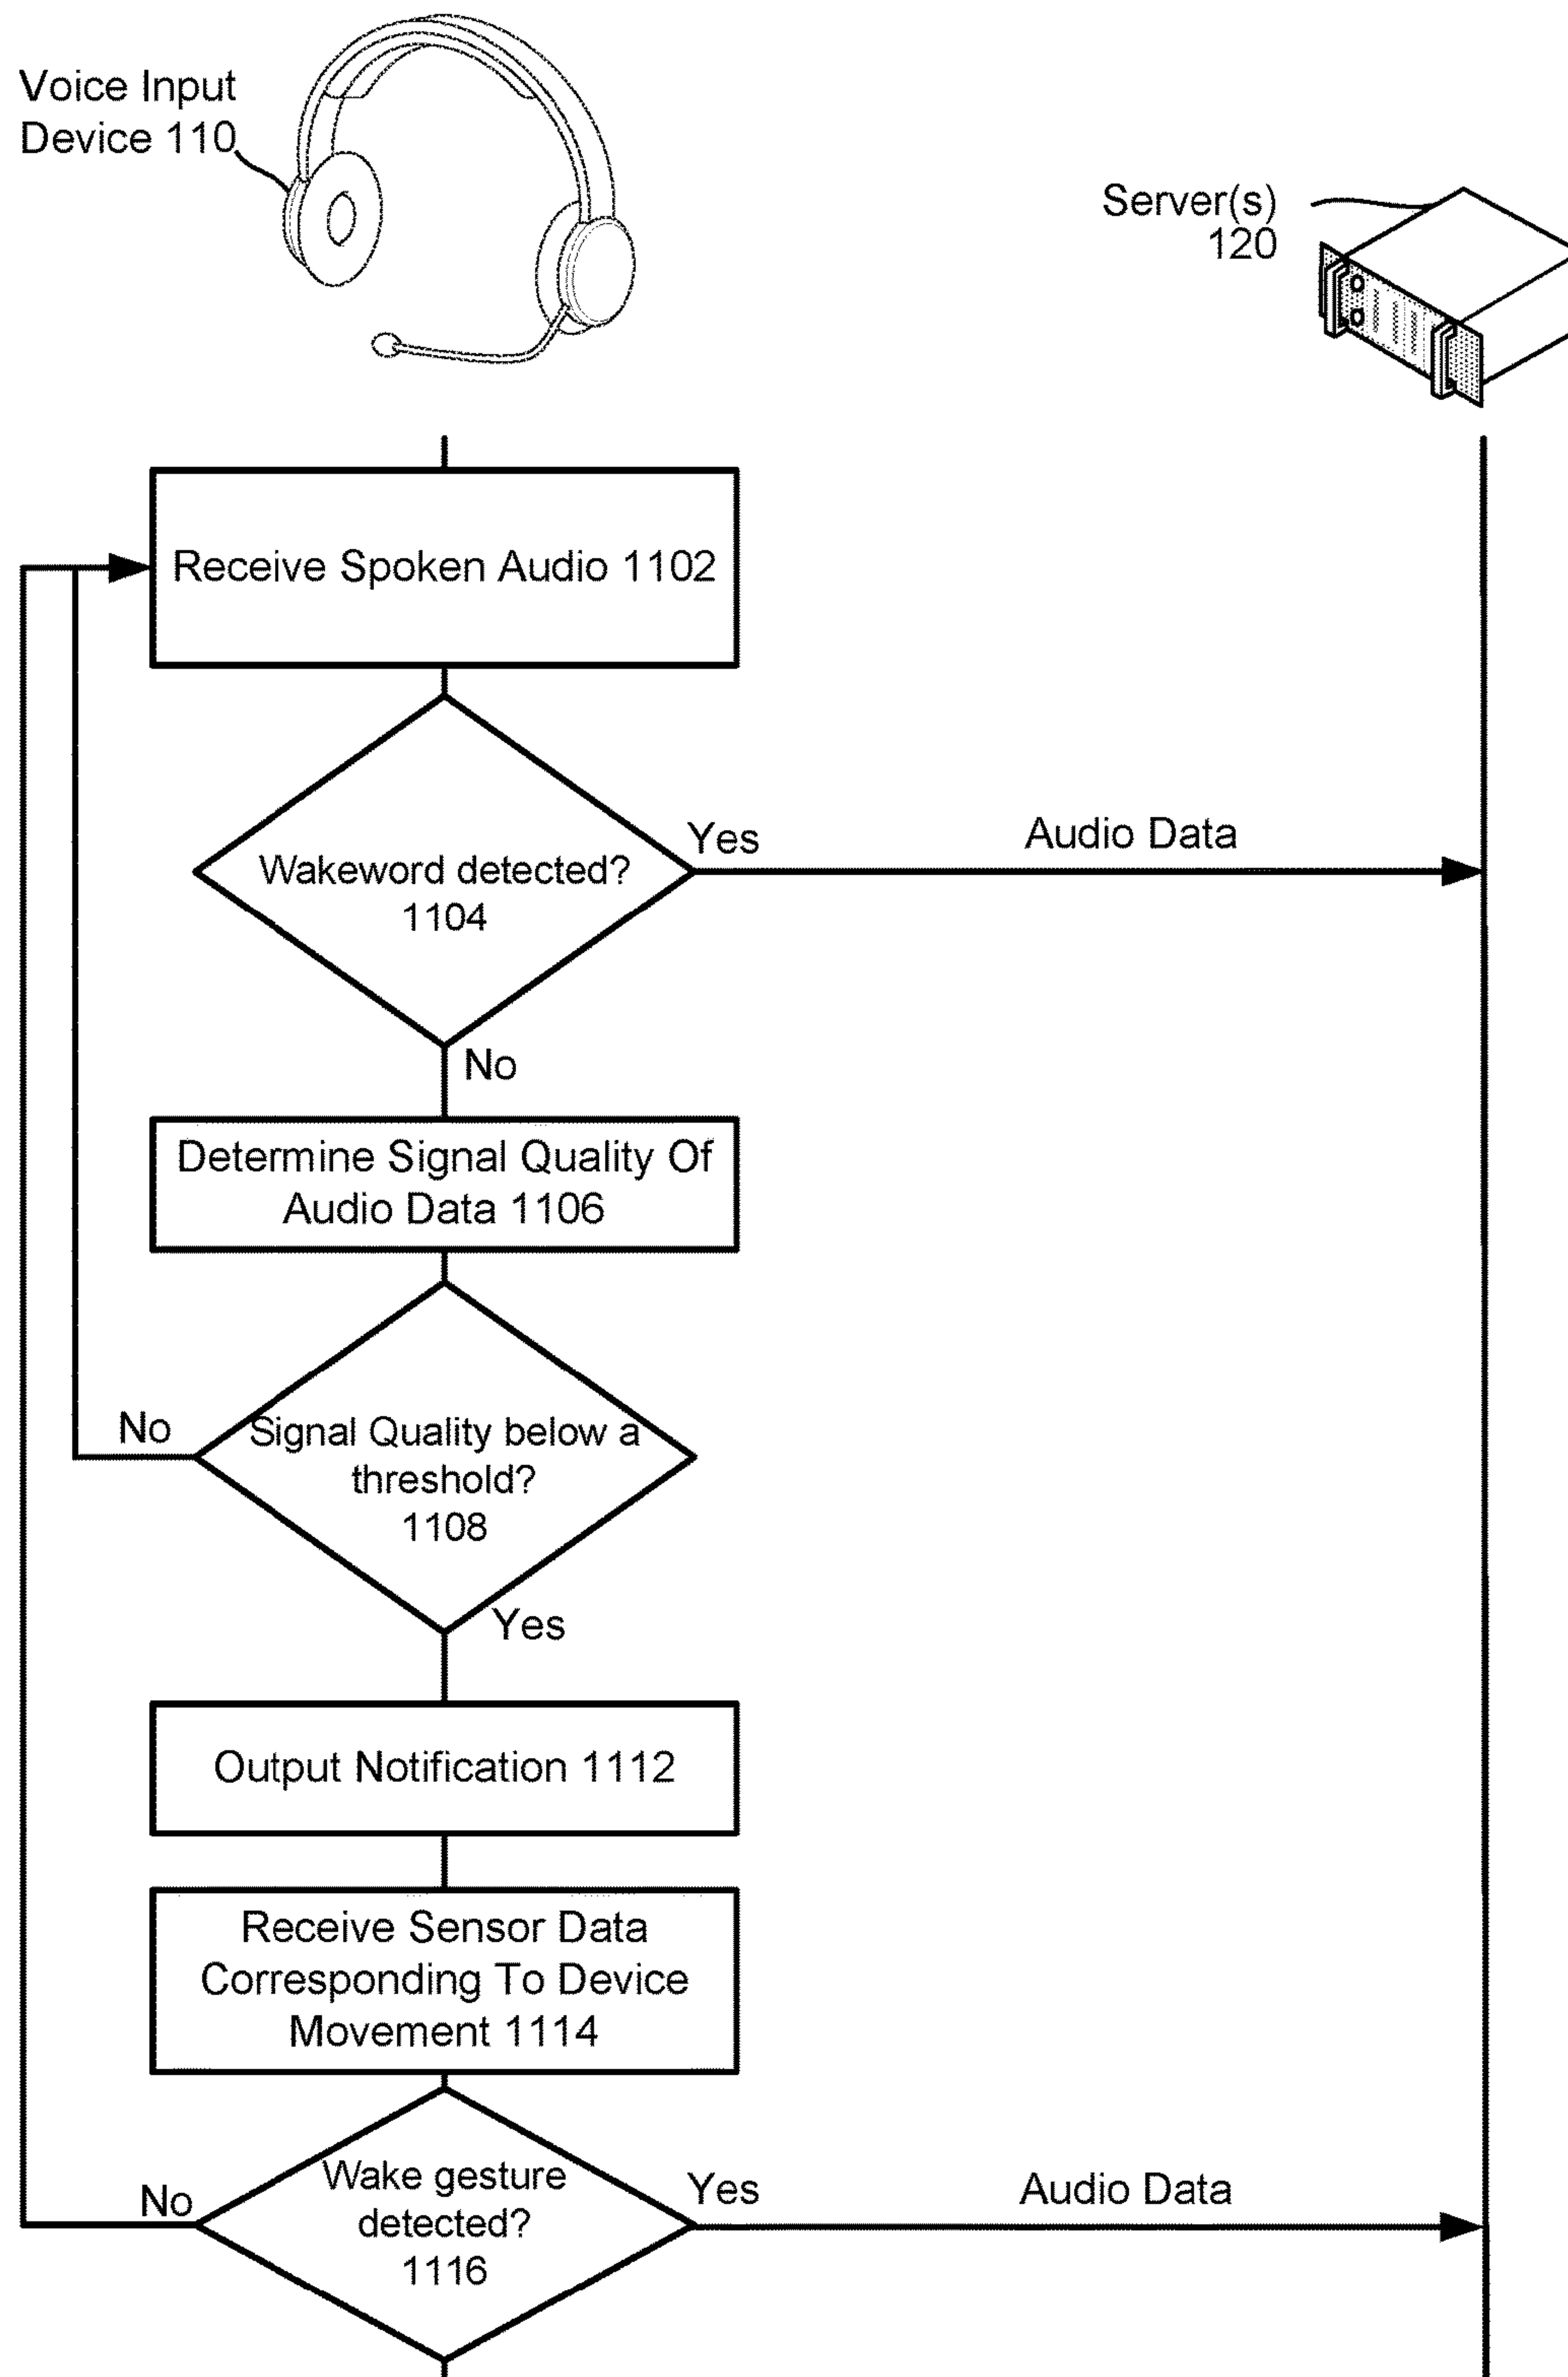 Voice Input
Device 110
Server(s)
120
Receive Spoken Audio 1102
Wakeword detected?
1104
Yes
Audio Data
No
Determine Signal Quality Of
Audio Data 1106
No
Signal Quality below a
threshold?
1108
Yes
Output Notification 1112
Receive Sensor Data
Corresponding To Device
Movement 1114
No
Wake gesture
detected?
1116
Yes
Audio Data